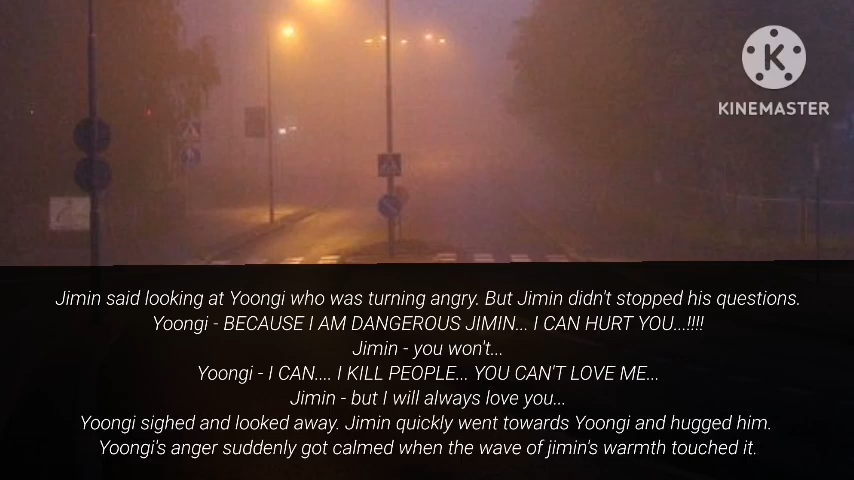 KINEMASTER
Jimin said looking at Yoongi who was turning angry. But Jimin didn't stopped his questions.
Yoongi - BECAUSE I AM DANGEROUS JIMIN... I CAN HURT YOU...!!!!
Jimin - you won't...
Yoongi - I CAN.... I KILL PEOPLE... YOU CAN'T LOVE ME...
Jimin - but I will always love you...
Yoongi sighed and looked away. Jimin quickly went towards Yoongi and hugged him.
Yoongi's anger suddenly got calmed when the wave of jimin's warmth touched it.